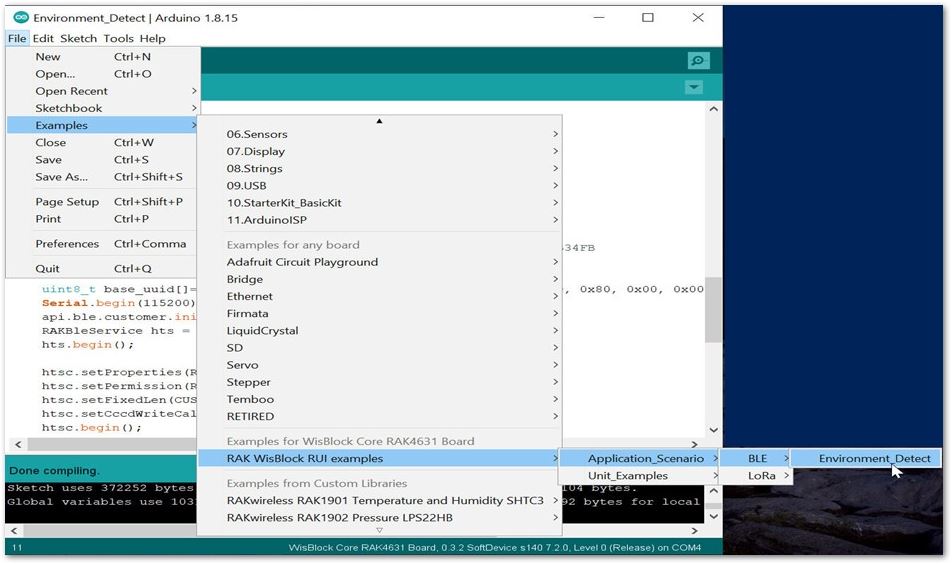 Environment_Detect | Arduino 1.8.15
File Edit Sketch Tools Help
New Ctrl+N
Open... Ctrl+O
Open Recent
Sketchbook
Examples
Close Ctrl+W
Save Ctrl+S
Save As... Ctrl+Shift+S
Page Setup Ctrl+Shift+P
Print Ctrl+P
Preferences Ctrl+Comma
Quit Ctrl+Q
06.Sensors
07.Display
08.Strings
09.USB
10.StarterKit_BasicKit
11.ArduinoISP
Examples for any board
Adafruit Circuit Playground
Bridge
Ethernet
Firmata
LiquidCrystal
SD
Servo
Stepper
Temboo
RETIRED
Examples for WisBlock Core RAK4631 Board
RAK WisBlock RUI examples
Examples from Custom Libraries
RAKwireless RAK1901 Temperature and Humidity SHTC3
RAKwireless RAK1902 Pressure LPS22HB
Application_Scenario
Unit_Examples
BLE
LoRa
Environment_Detect
34FB
uint8_t base_uuid[]= , 0x80, 0x00, 0x00
Serial.begin(115200)
api.ble.customer.ini
RAKBleService hts =
hts.begin();
htsc.setProperties(R
htsc.setPermission(R
htsc.setFixedLen(CUS
htsc.setCccdWriteCal
htsc.begin();
Done compiling.
Sketch uses 372252 bytes 104 bytes.
Global variables use 103 92 bytes for local
11 WisBlock Core RAK4631 Board, 0.3.2 SoftDevice s140 7.2.0, Level 0 (Release) on COM4